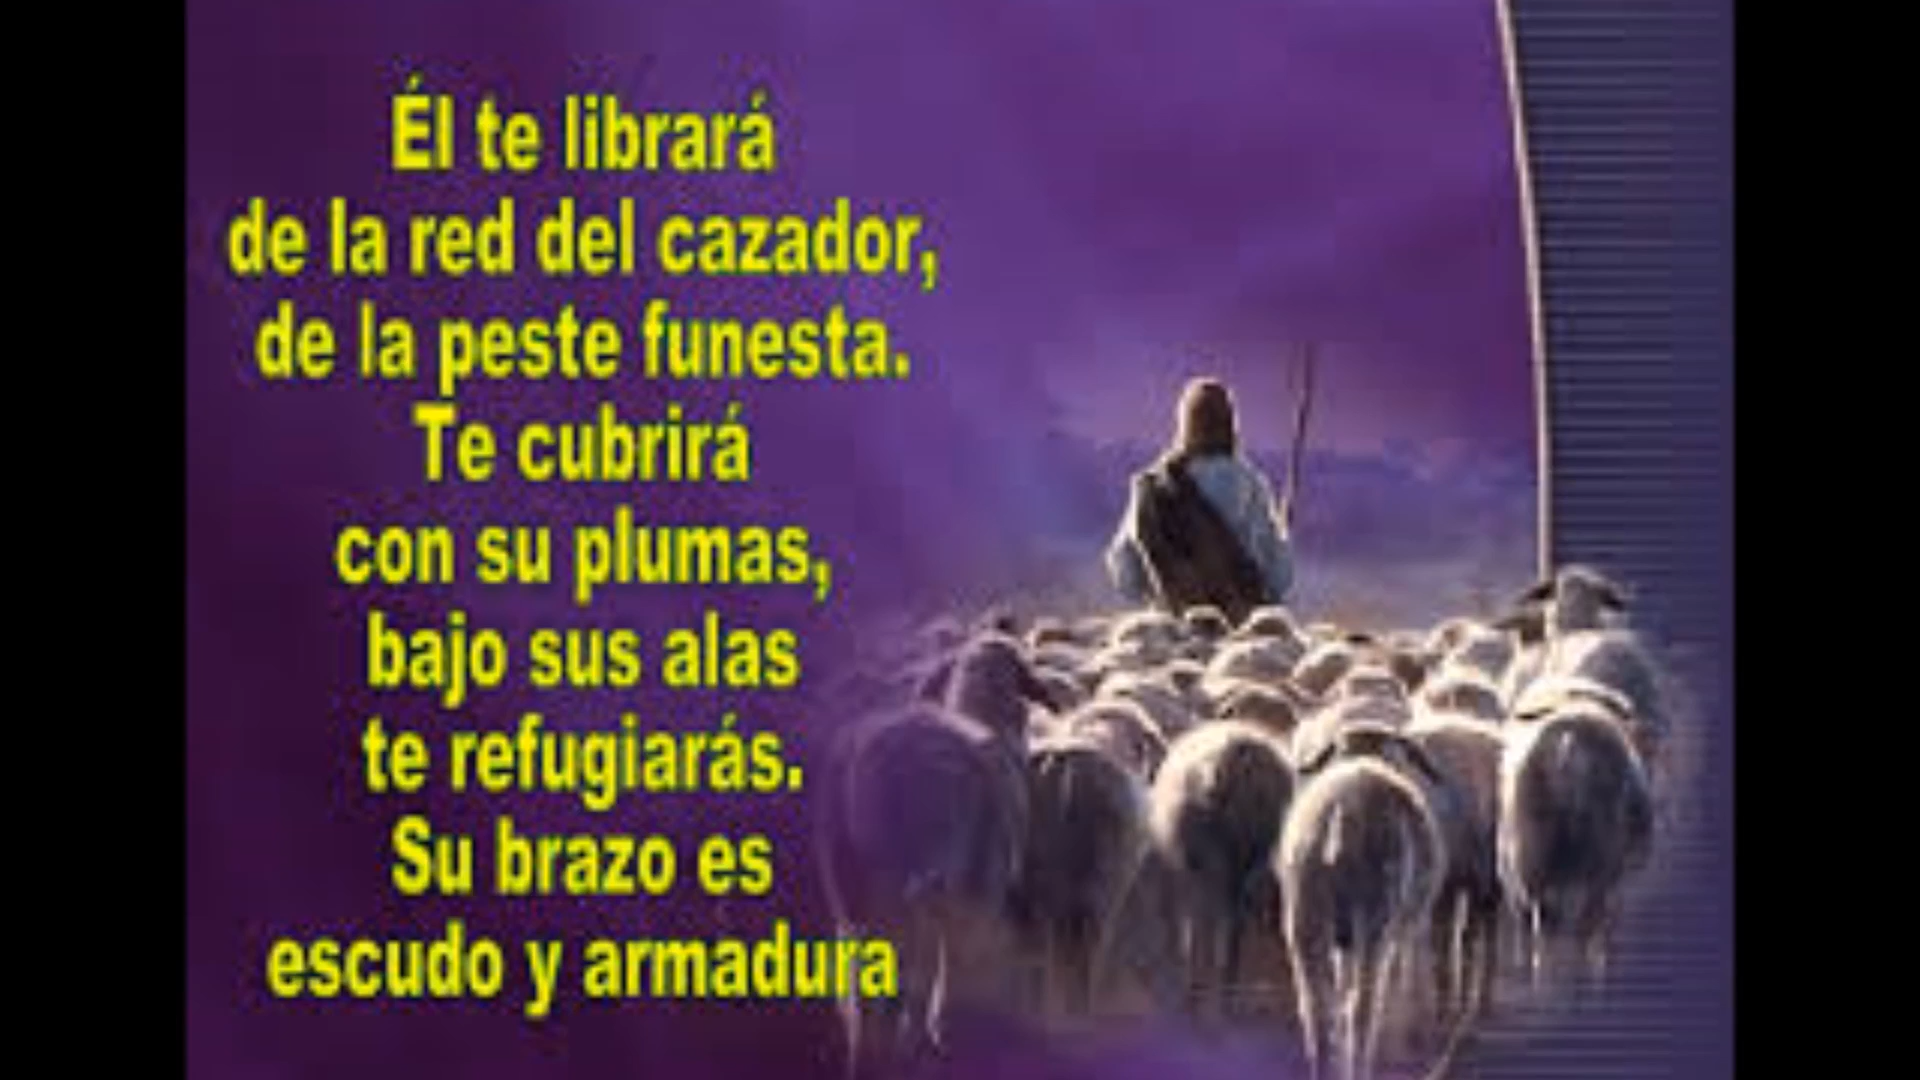 Él te librará
de la red del cazador,
de la peste funesta.
Te cubrirá
con su plumas,
bajo sus alas
te refugiarás.
Su brazo es
escudo y armadura